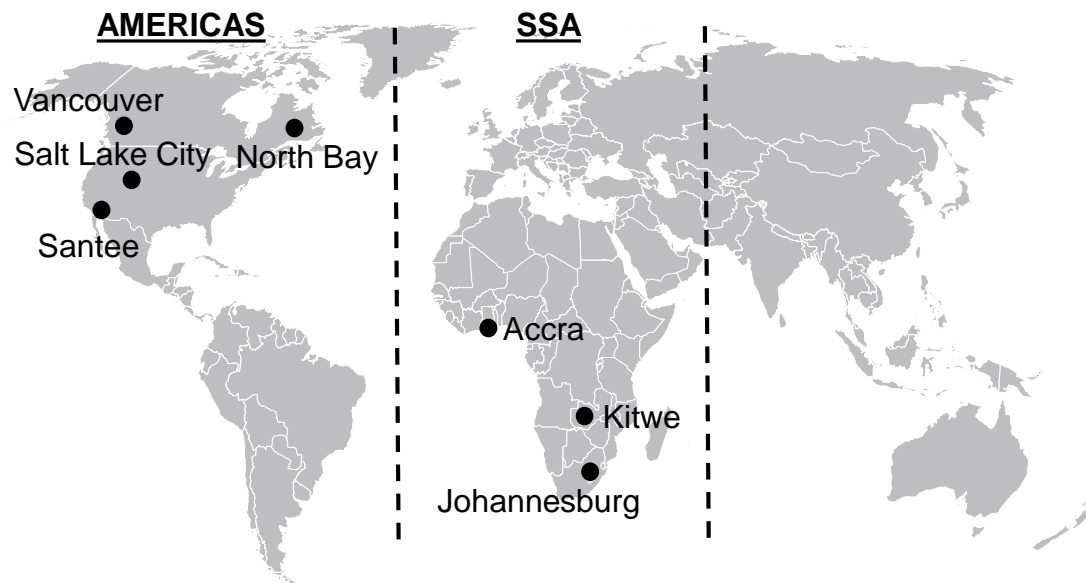 AMERICAS
SSA
Vancouver
Salt Lake City
North Bay
Santee
Accra
Kitwe
Johannesburg